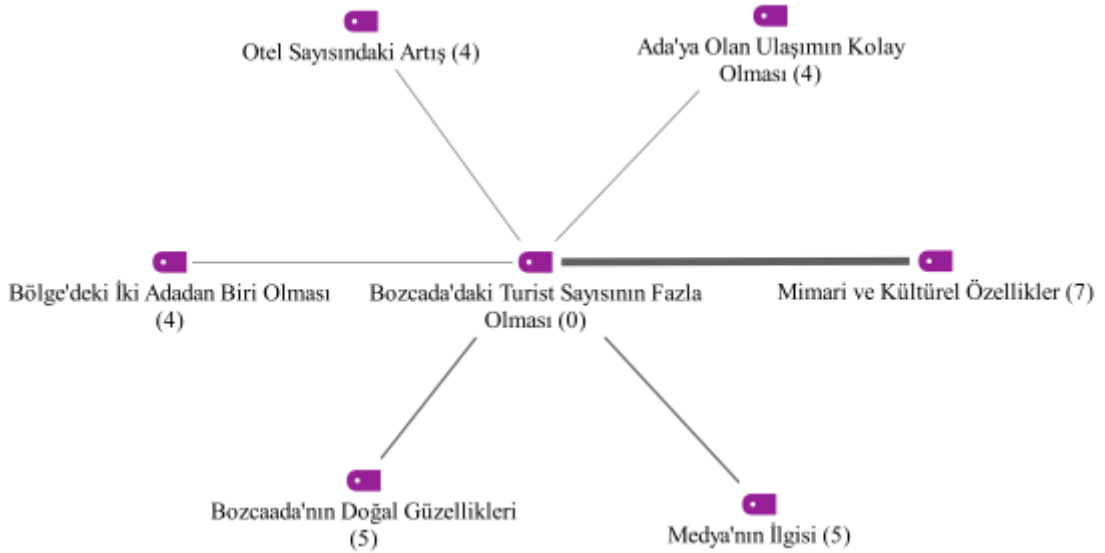 Otel Sayısındaki Artış (4)
Ada'ya Olan Ulaşımın Kolay
Olması (4)
Bölge'deki İki Adadan Biri Olması
(4)
Bozcada'daki Turist Sayısının Fazla
Olması (0)
Mimari ve Kültürel Özellikler (7)
Bozcaada'nın Doğal Güzellikleri
(5)
Medya'nın İlgisi (5)